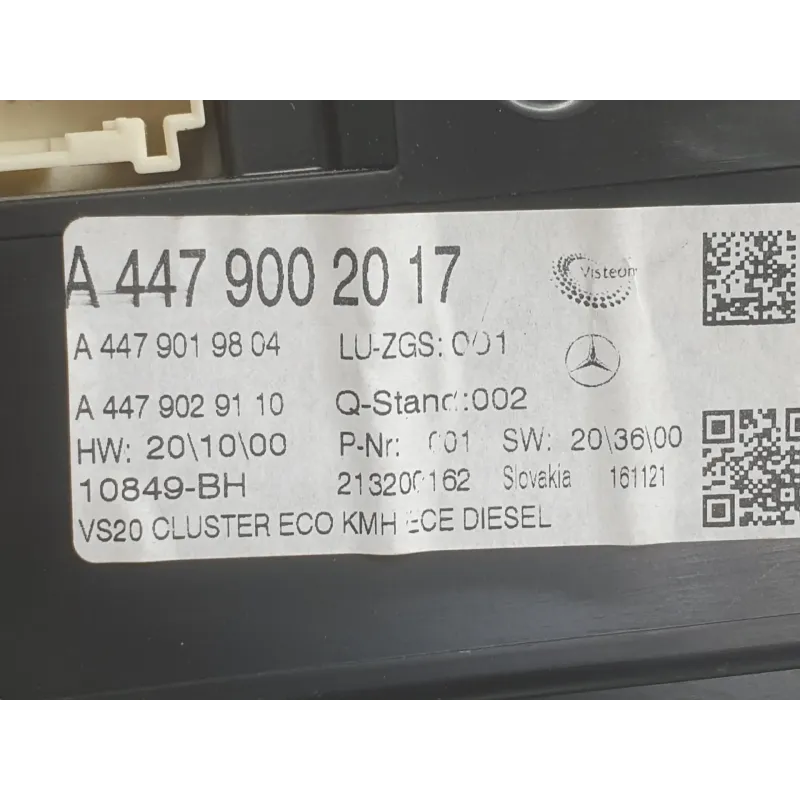 A 447 900 20 17
Visteon
A 447 901 98 04 LU-ZGS: 001
A 447 902 91 10 Q-Stand:002
HW: 20\10\00 P-Nr: 001 SW: 20\36\00
10849-BH 213200162 Slovakia 161121
VS20 CLUSTER ECO KMH ECE DIESEL